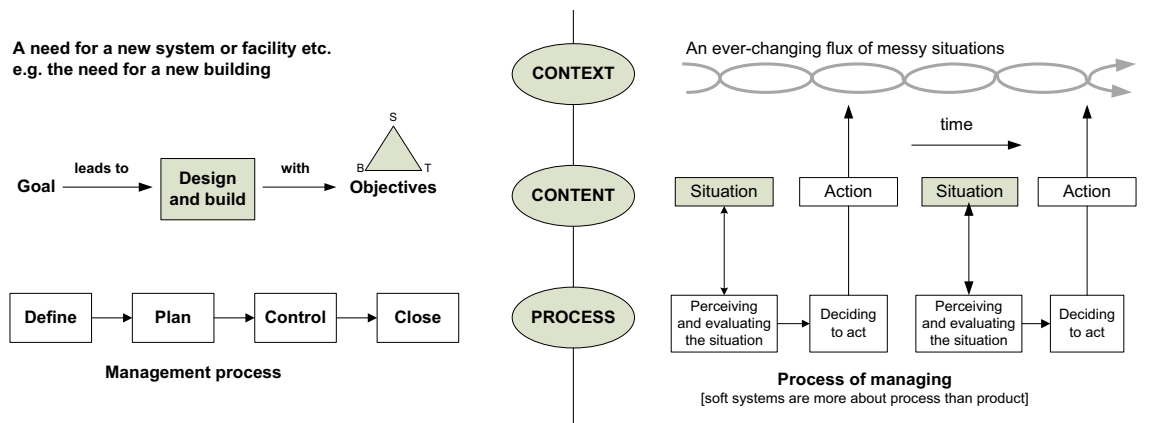 A need for a new system or facility etc.
e.g. the need for a new building
S
B
T
Goal
leads to
Design
and build
with
Objectives
Define
Plan
Control
Close
Management process
CONTEXT
CONTENT
PROCESS
An ever-changing flux of messy situations
time
Situation
Action
Situation
Action
Perceiving
and evaluating
the situation
Deciding
to act
Perceiving
and evaluating
the situation
Deciding
to act
Process of managing
[soft systems are more about process than product]